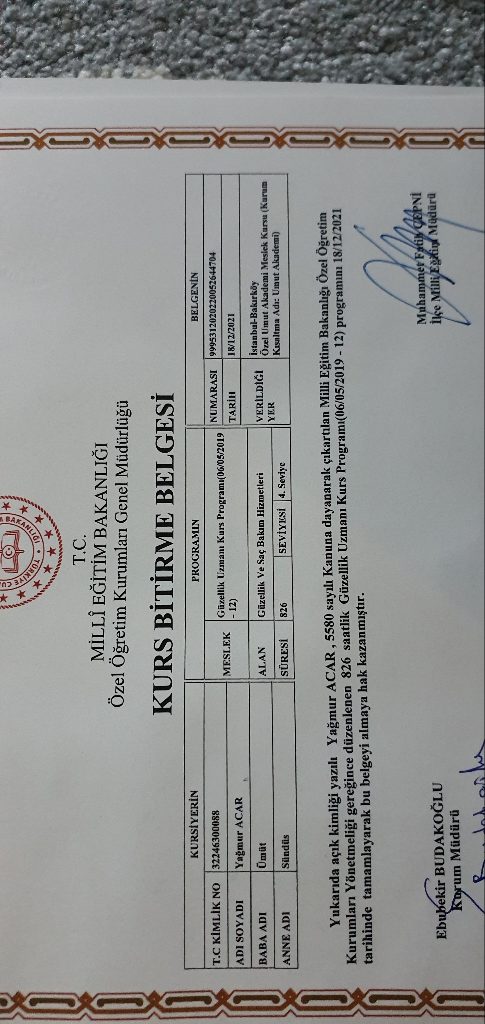 T.C.
MİLLÎ EĞİTİM BAKANLIĞI
Özel Öğretim Kurumları Genel Müdürlüğü
KURS BİTİRME BELGESİ
KURSİYERİN
T.C KİMLİK NO 32246300088
ADI SOYADI Yağmur ACAR
BABA ADI Ümüt
ANNE ADI Sündüs
PROGRAMIN
MESLEK Güzellik Uzmanı Kurs Programı(06/05/2019
- 12)
ALAN Güzellik Ve Saç Bakım Hizmetleri
SÜRESİ 826 SEVİYESİ 4. Seviye
BELGENİN
NUMARASI 9995312020220052644704
TARİH 18/12/2021
VERİLDİĞİ YER İstanbul-Bakırköy
Özel Umut Akademi Meslek Kursu (Kurum
Kısaltma Adı: Umut Akademi)
Yukarıda açık kimliği yazılı Yağmur ACAR , 5580 sayılı Kanuna dayanarak çıkartılan Milli Eğitim Bakanlığı Özel Öğretim
Kurumları Yönetmeliği gereğince düzenlenen 826 saatlik Güzellik Uzmanı Kurs Programı(06/05/2019 - 12) programını 18/12/2021
tarihinde tamamlayarak bu belgeyi almaya hak kazanmıştır.
Ebubekir BUDAKOĞLU
Kurum Müdürü
Muhammer Fatih ÇEPNİ
İlçe Milli Eğitim Müdürü